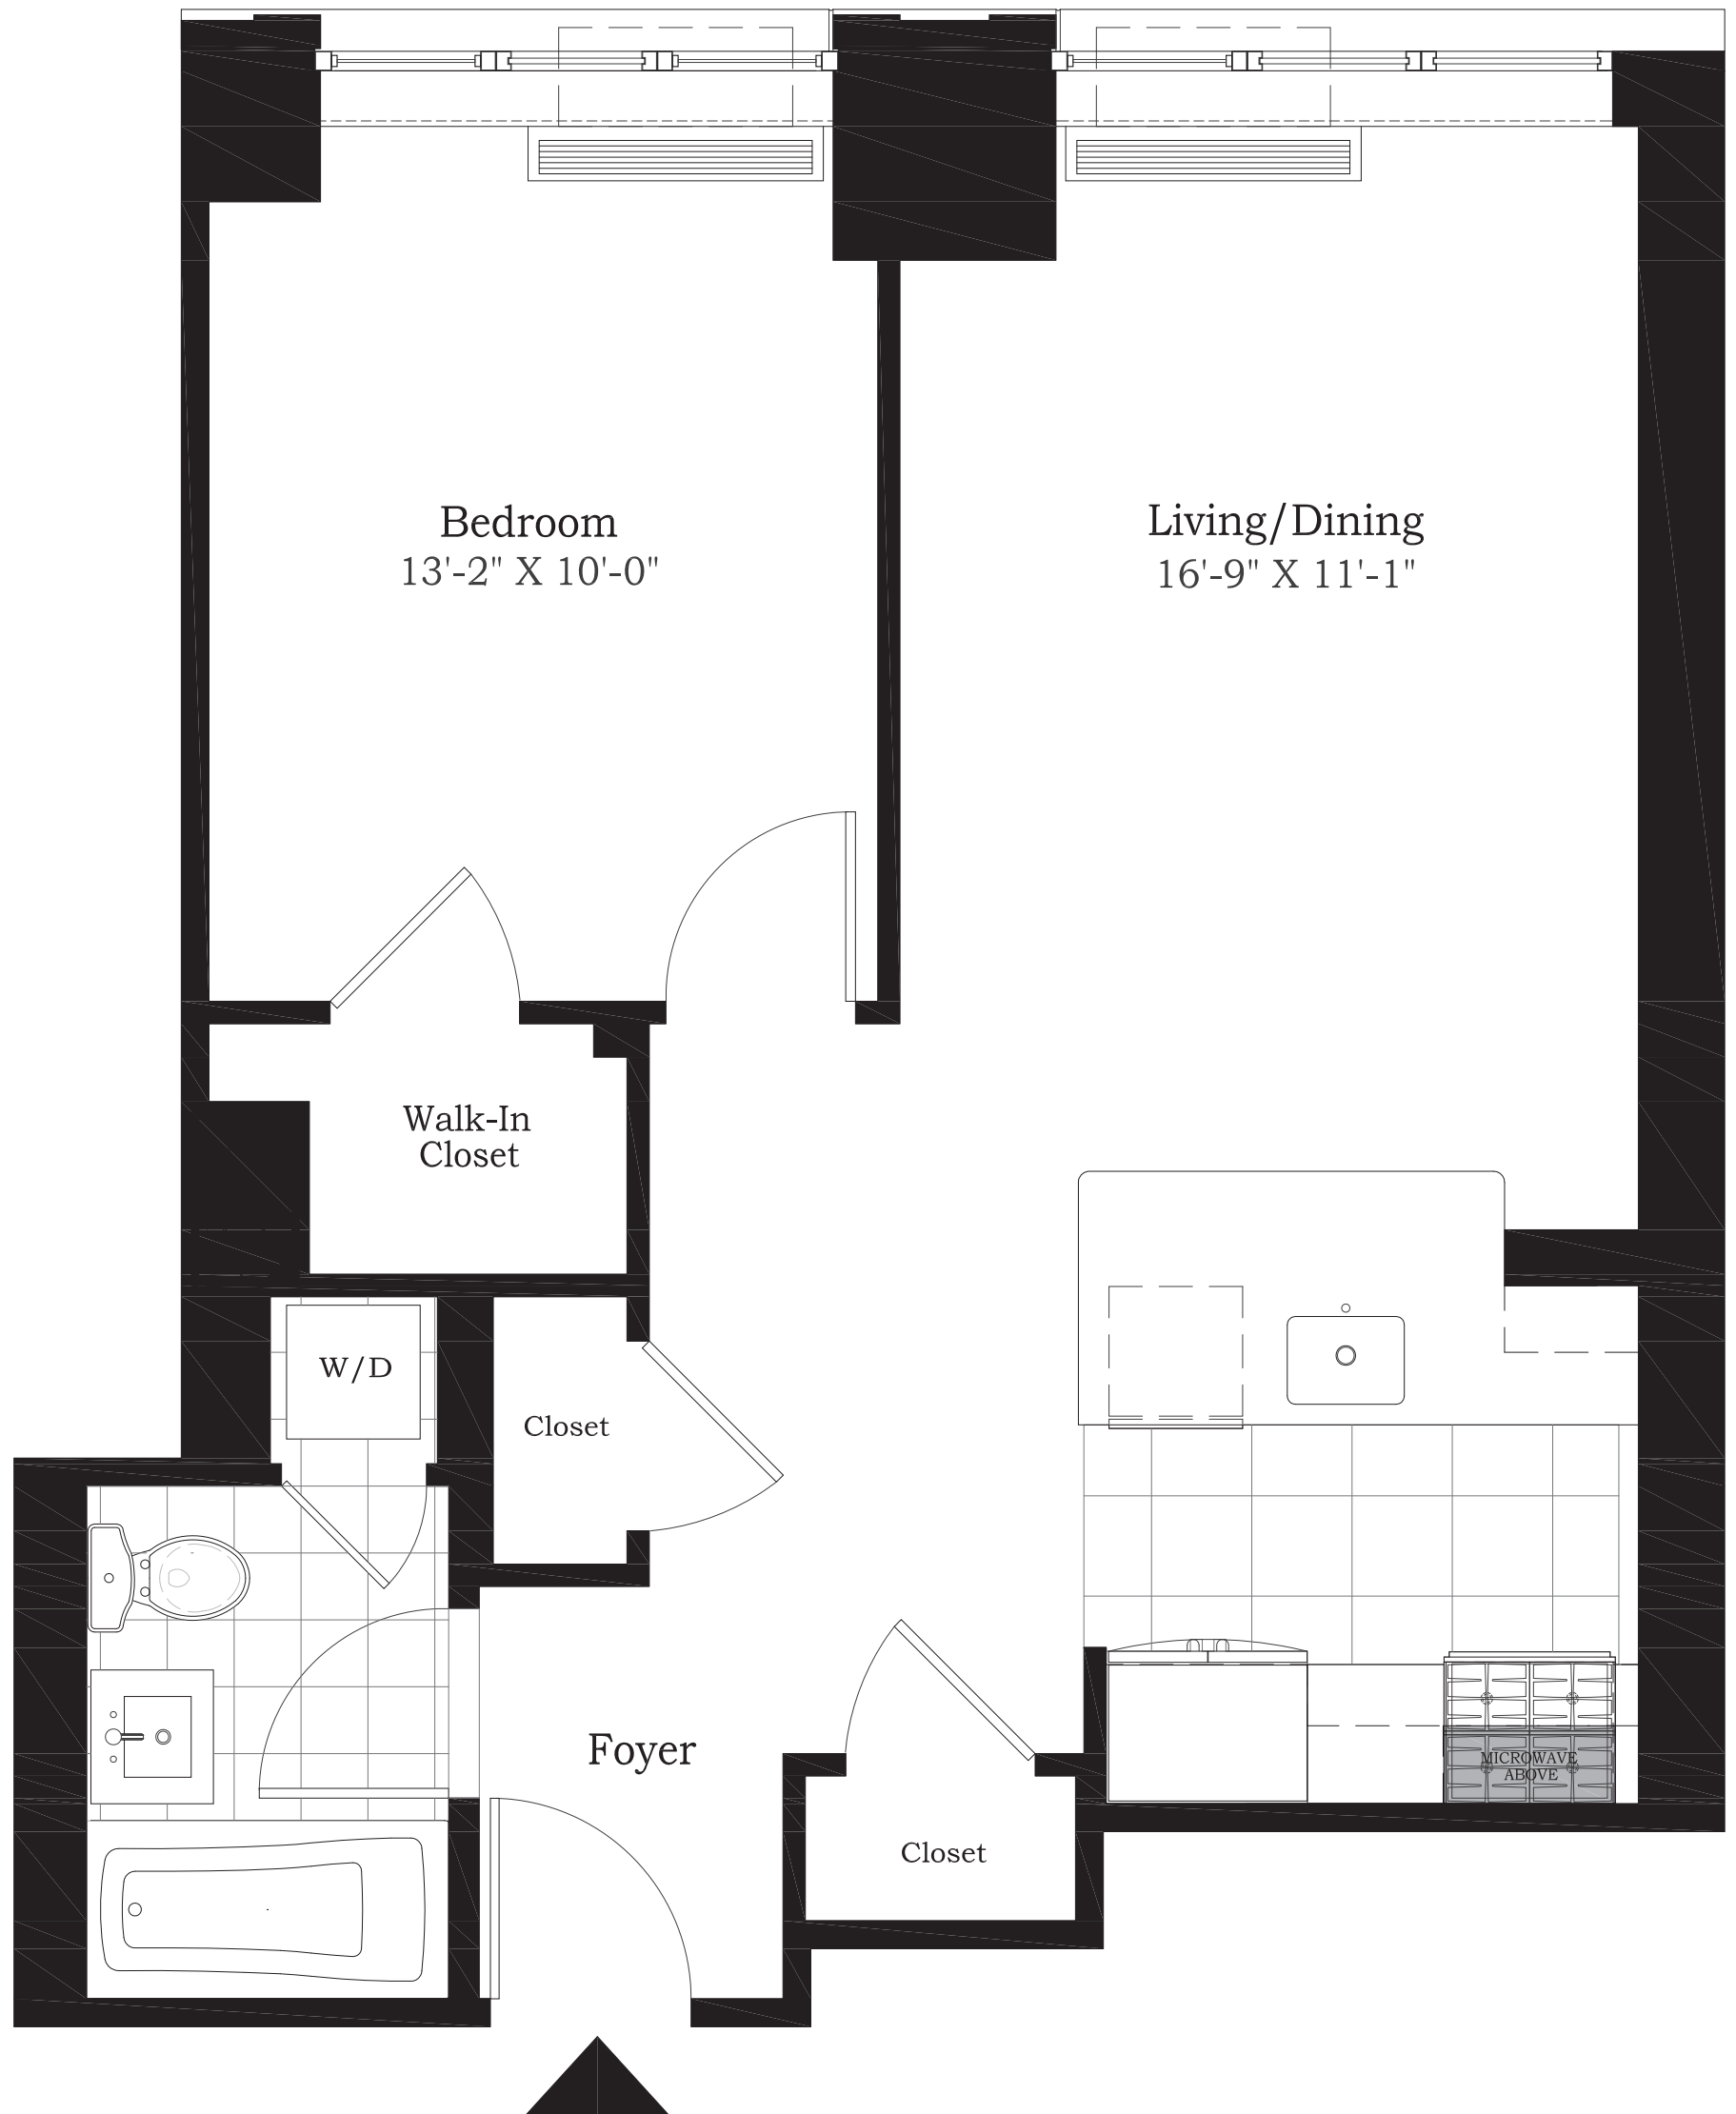 Bedroom
13'-2" X 10'-0"
Living/Dining
16'-9" X 11'-1"
Walk-In
Closet
W/D
Closet
Foyer
MICROWAVE
ABOVE
Closet